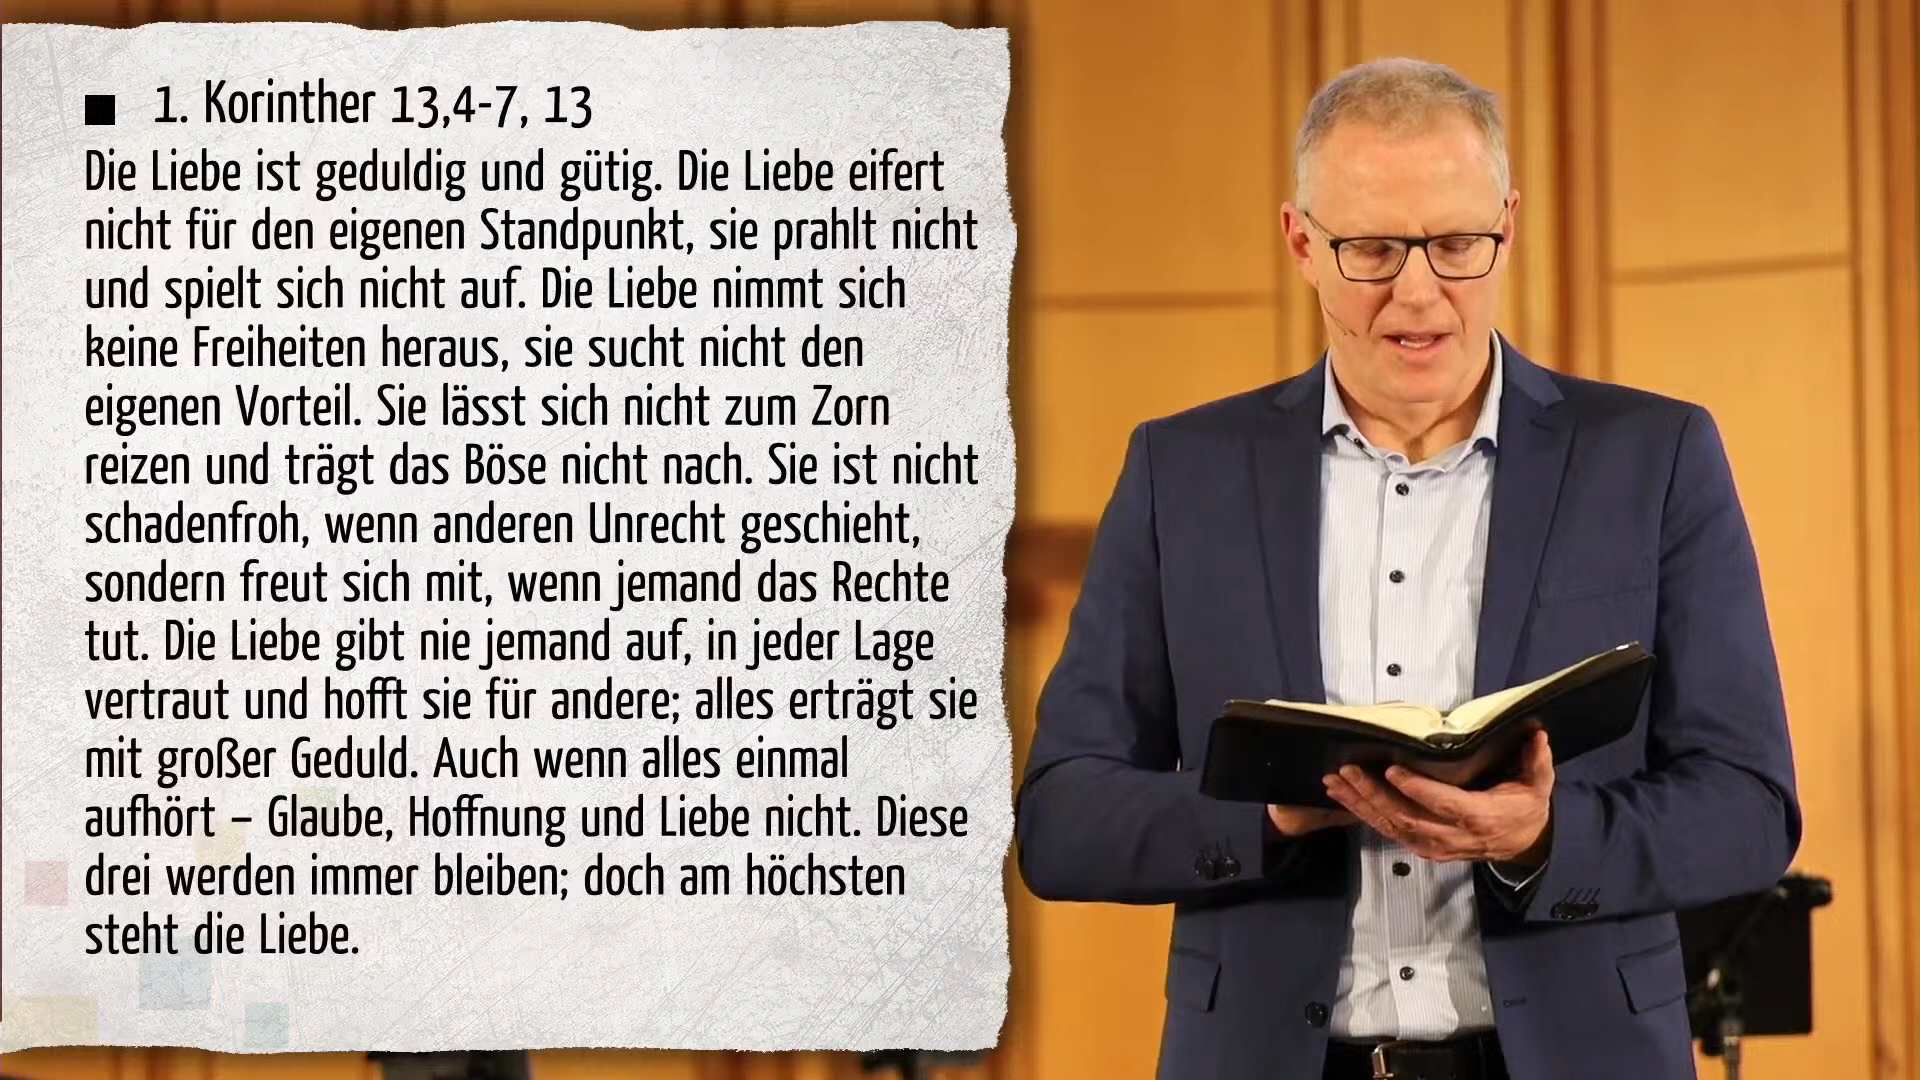 ■ 1. Korinther 13,4-7, 13
Die Liebe ist geduldig und gütig. Die Liebe eifert
nicht für den eigenen Standpunkt, sie prahlt nicht
und spielt sich nicht auf. Die Liebe nimmt sich
keine Freiheiten heraus, sie sucht nicht den
eigenen Vorteil. Sie lässt sich nicht zum Zorn
reizen und trägt das Böse nicht nach. Sie ist nicht
schadenfroh, wenn anderen Unrecht geschieht,
sondern freut sich mit, wenn jemand das Rechte
tut. Die Liebe gibt nie jemand auf, in jeder Lage
vertraut und hofft sie für andere; alles erträgt sie
mit großer Geduld. Auch wenn alles einmal
aufhört – Glaube, Hoffnung und Liebe nicht. Diese
drei werden immer bleiben; doch am höchsten
steht die Liebe.